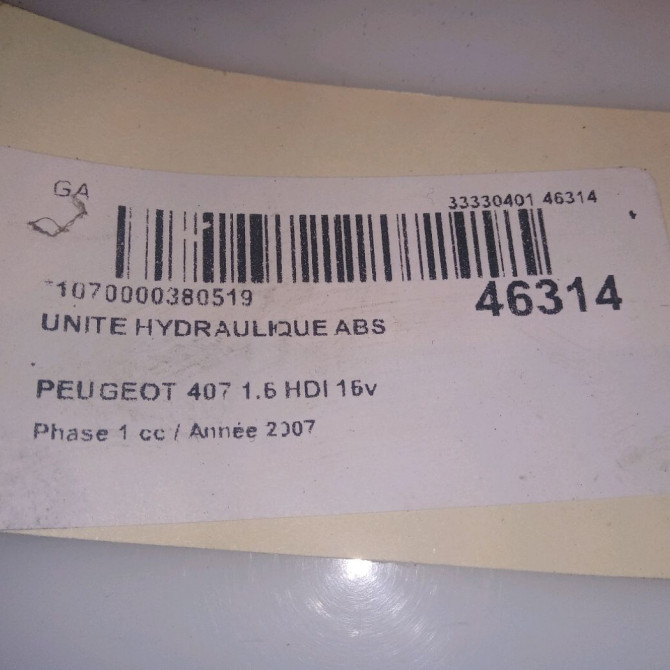 GA
33330401 46314
*1070000380519
46314
UNITE HYDRAULIQUE ABS
PEUGEOT 407 1.6 HDI 16v
Phase 1 cc / Année 2007